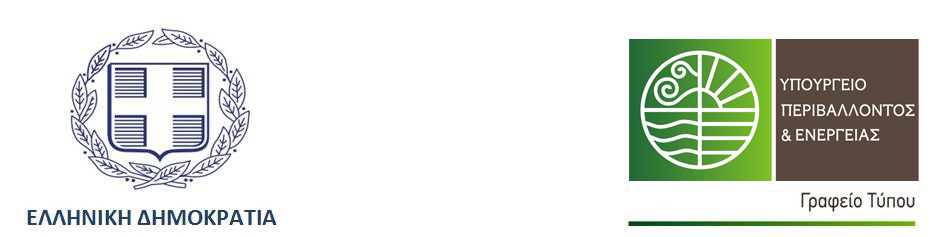 ΕΛΛΗΝΙΚΗ ΔΗΜΟΚΡΑΤΙΑ
ΥΠΟΥΡΓΕΙΟ
ΠΕΡΙΒΑΛΛΟΝΤΟΣ
& ΕΝΕΡΓΕΙΑΣ
Γραφείο Τύπου